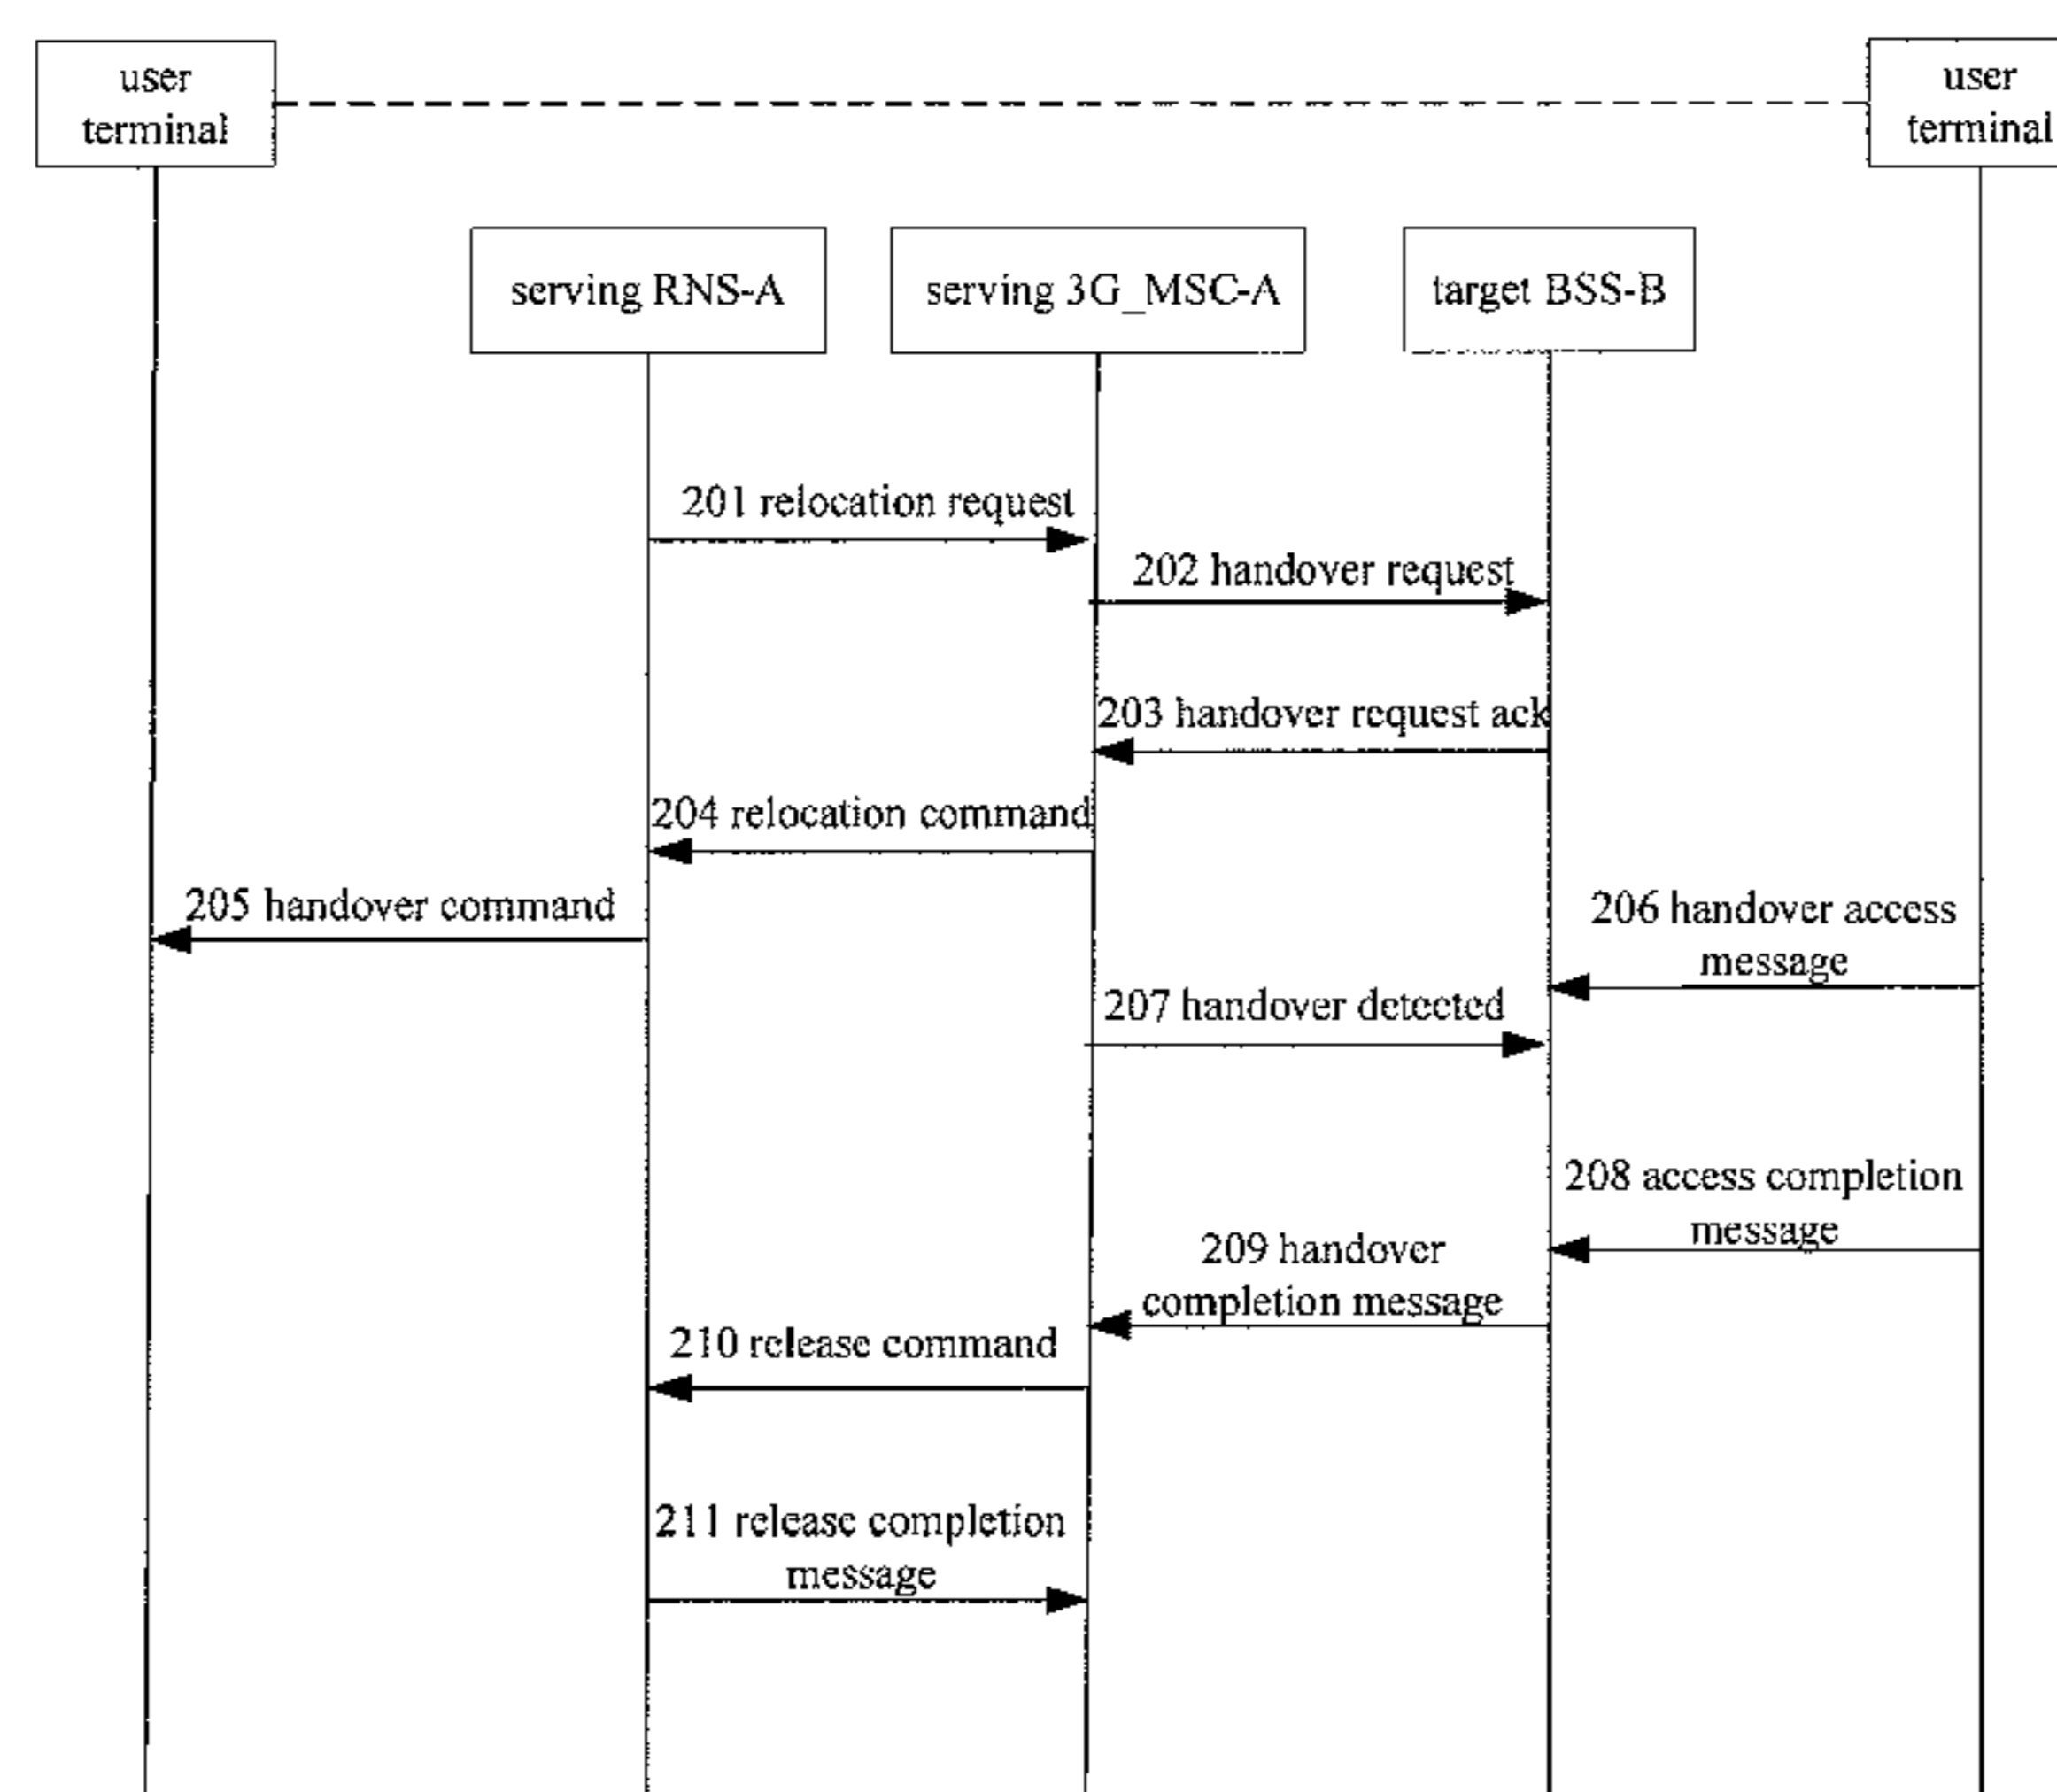 user
terminal
user
terminal
serving RNS-A
serving 3G_MSC-A
target BSS-B
201 relocation request
202 handover request
203 handover request ack
204 relocation command
205 handover command
206 handover access
message
207 handover detected
208 access completion
message
209 handover
completion message
210 release command
211 release completion
message